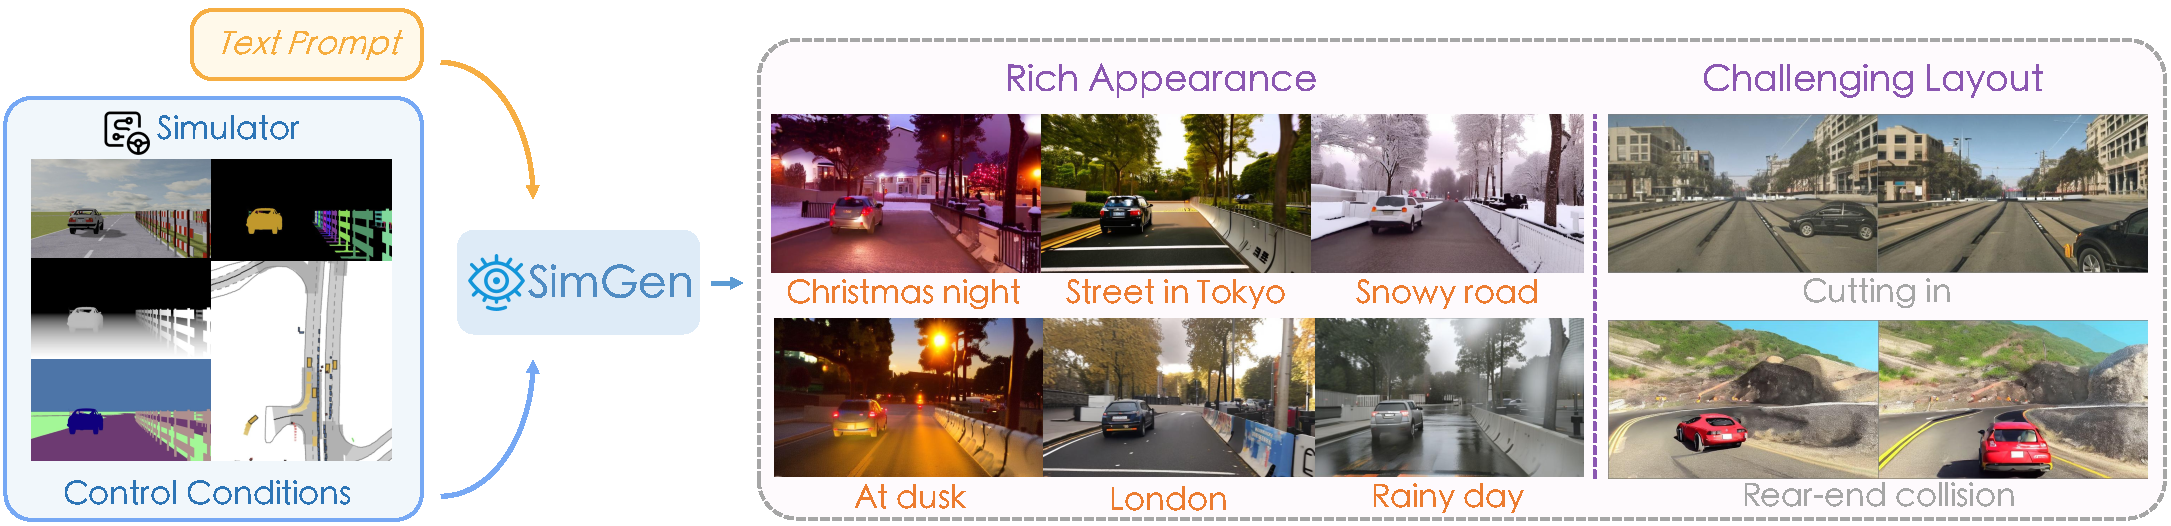 Text Prompt
Simulator
Control Conditions
SimGen
Rich Appearance
Christmas night
Street in Tokyo
Snowy road
At dusk
London
Rainy day
Challenging Layout
Cutting in
Rear-end collision